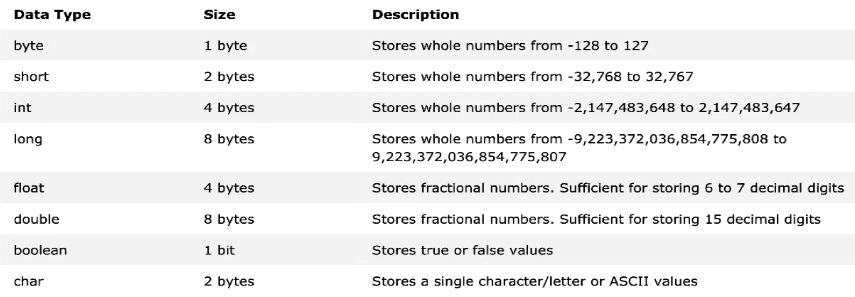 Data Type Size Description
byte 1 byte Stores whole numbers from -128 to 127
short 2 bytes Stores whole numbers from -32,768 to 32,767
int 4 bytes Stores whole numbers from -2,147,483,648 to 2,147,483,647
long 8 bytes Stores whole numbers from -9,223,372,036,854,775,808 to
9,223,372,036,854,775,807
float 4 bytes Stores fractional numbers. Sufficient for storing 6 to 7 decimal digits
double 8 bytes Stores fractional numbers. Sufficient for storing 15 decimal digits
boolean 1 bit Stores true or false values
char 2 bytes Stores a single character/letter or ASCII values